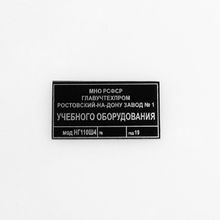 МНО РСФСР
ГЛАВУЧТЕХПРОМ
РОСТОВСКИЙ-НА-ДОНУ ЗАВОД № 1
УЧЕБНОГО ОБОРУДОВАНИЯ
мод НГ110Ш4 № год 19